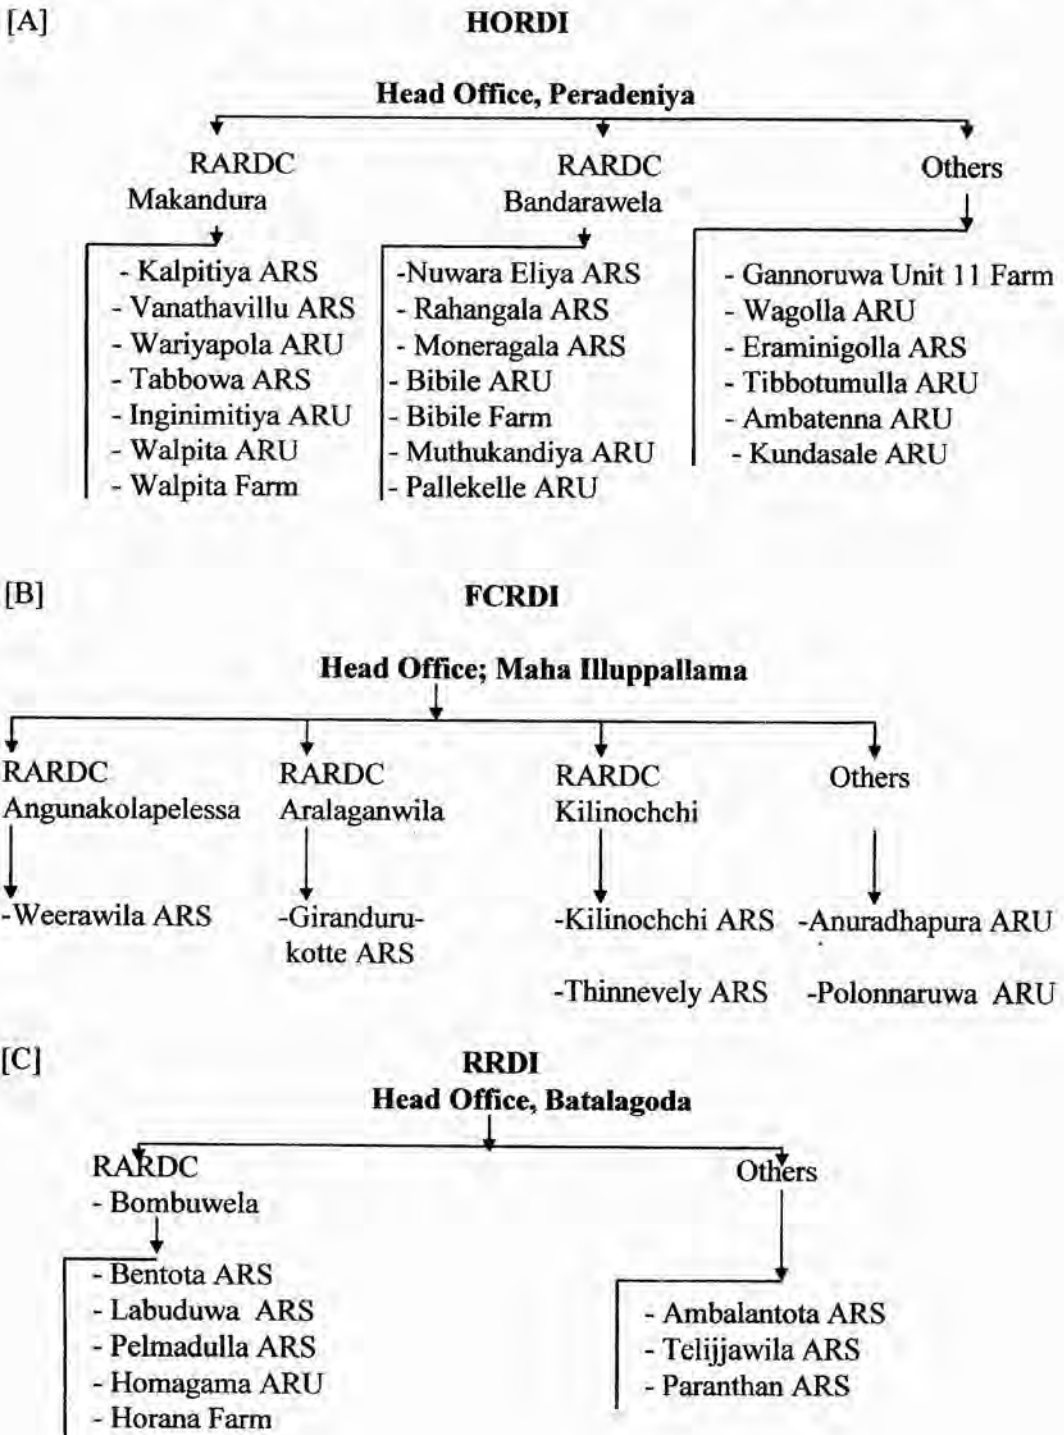 [A]
HORDI
Head Office, Peradeniya
RARDC
Makandura
- Kalpitiya ARS
- Vanathavillu ARS
- Wariyapola ARU
- Tabbowa ARS
- Inginimitiya ARU
- Walpita ARU
- Walpita Farm
RARDC
Bandarawela
-Nuwara Eliya ARS
- Rahangala ARS
- Moneragala ARS
- Bibile ARU
- Bibile Farm
- Muthukandiya ARU
- Pallekelle ARU
Others
- Gannoruwa Unit 11 Farm
- Wagolla ARU
- Eraminigolla ARS
- Tibbotumulla ARU
- Ambatenna ARU
- Kundasale ARU
[B]
FCRDI
Head Office; Maha Illuppallama
RARDC
Angunakolapelessa
-Weerawila ARS
RARDC
Aralaganwila
-Giranduru-
kotte ARS
RARDC
Kilinochchi
-Kilinochchi ARS
-Thinnevely ARS
Others
-Anuradhapura ARU
-Polonnaruwa ARU
[C]
RRDI
Head Office, Batalagoda
RARDC
- Bombuwela
- Bentota ARS
- Labuduwa ARS
- Pelmadulla ARS
- Homagama ARU
- Horana Farm
Others
- Ambalantota ARS
- Telijjawila ARS
- Paranthan ARS